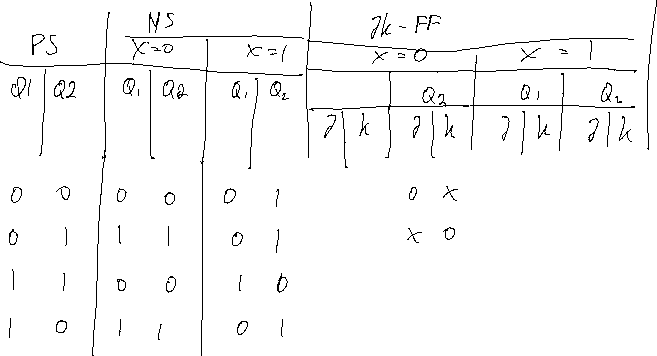 NS JK-FF
PS X=0 X=1 X=0 X = 1
Q1 Q2 Q1 Q2 Q1 Q2 Q2 Q1 Q2
J k J k J k J k
0 0 0 0 0 1 0 X
0 1 1 1 0 1 X 0
1 1 0 0 1 0
1 0 1 1 0 1